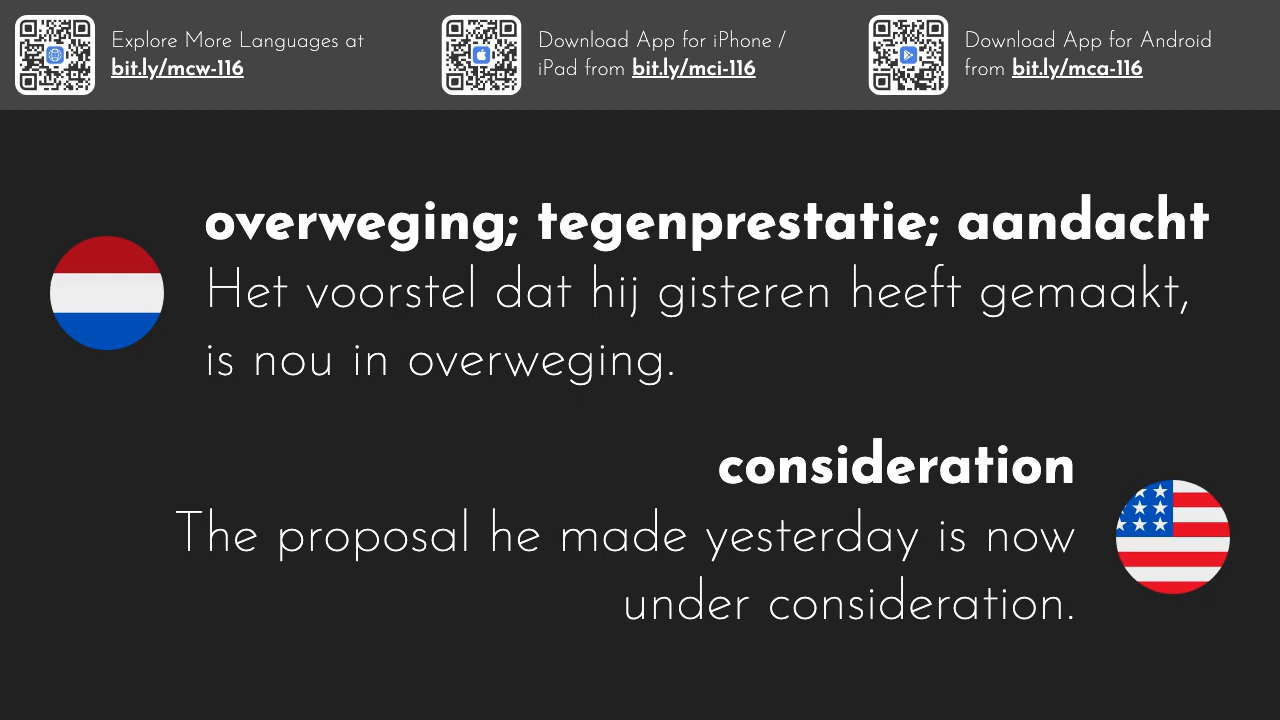 Explore More Languages at
bit.ly/mcw-116
Download App for iPhone /
iPad from bit.ly/mci-116
Download App for Android
from bit.ly/mca-116
overweging; tegenprestatie; aandacht
Het voorstel dat hij gisteren heeft gemaakt,
is nou in overweging.
consideration
The proposal he made yesterday is now
under consideration.